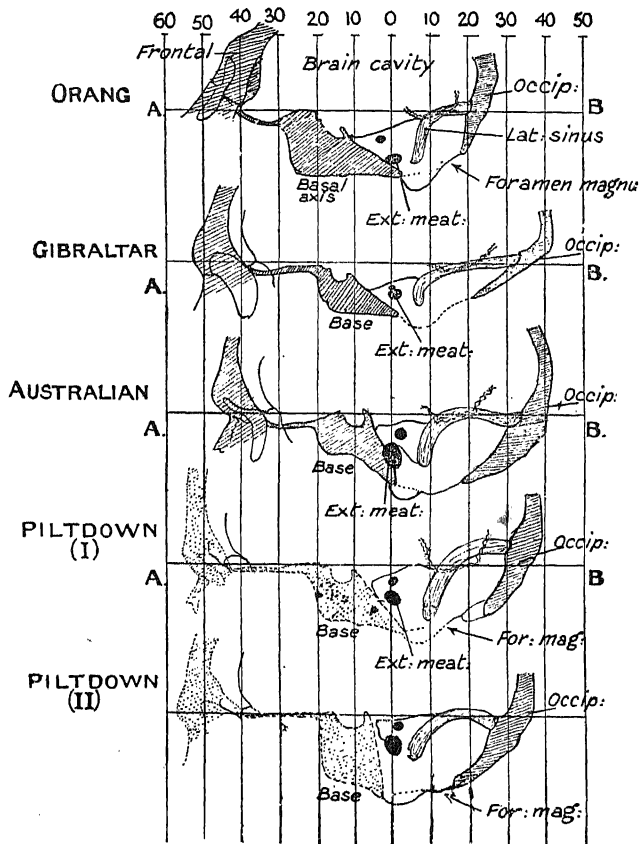 60 50 40 30 20 10 0 10 20 30 40 50
Frontal
Brain cavity
ORANG
A. B
Occip:
Lat: sinus
Basal
axis
Foramen magnu
Ext: meat:
GIBRALTAR
A. B.
Occip:
Base
Ext: meat:
AUSTRALIAN
A. B.
Occip:
Base
Ext: meat:
PILTDOWN
(I)
A. B
Occip:
Base
For: mag:
Ext: meat:
PILTDOWN
(II)
Occip:
Base
For: mag: